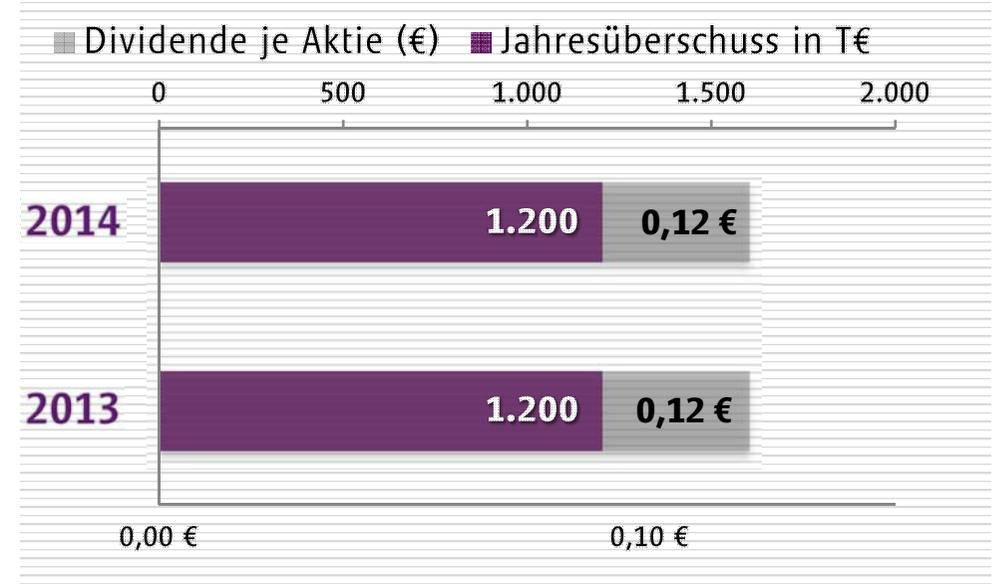 Dividende je Aktie (€) Jahresüberschuss in T€
0 500 1.000 1.500 2.000
2014 1.200 0,12 €
2013 1.200 0,12 €
0,00 € 0,10 €